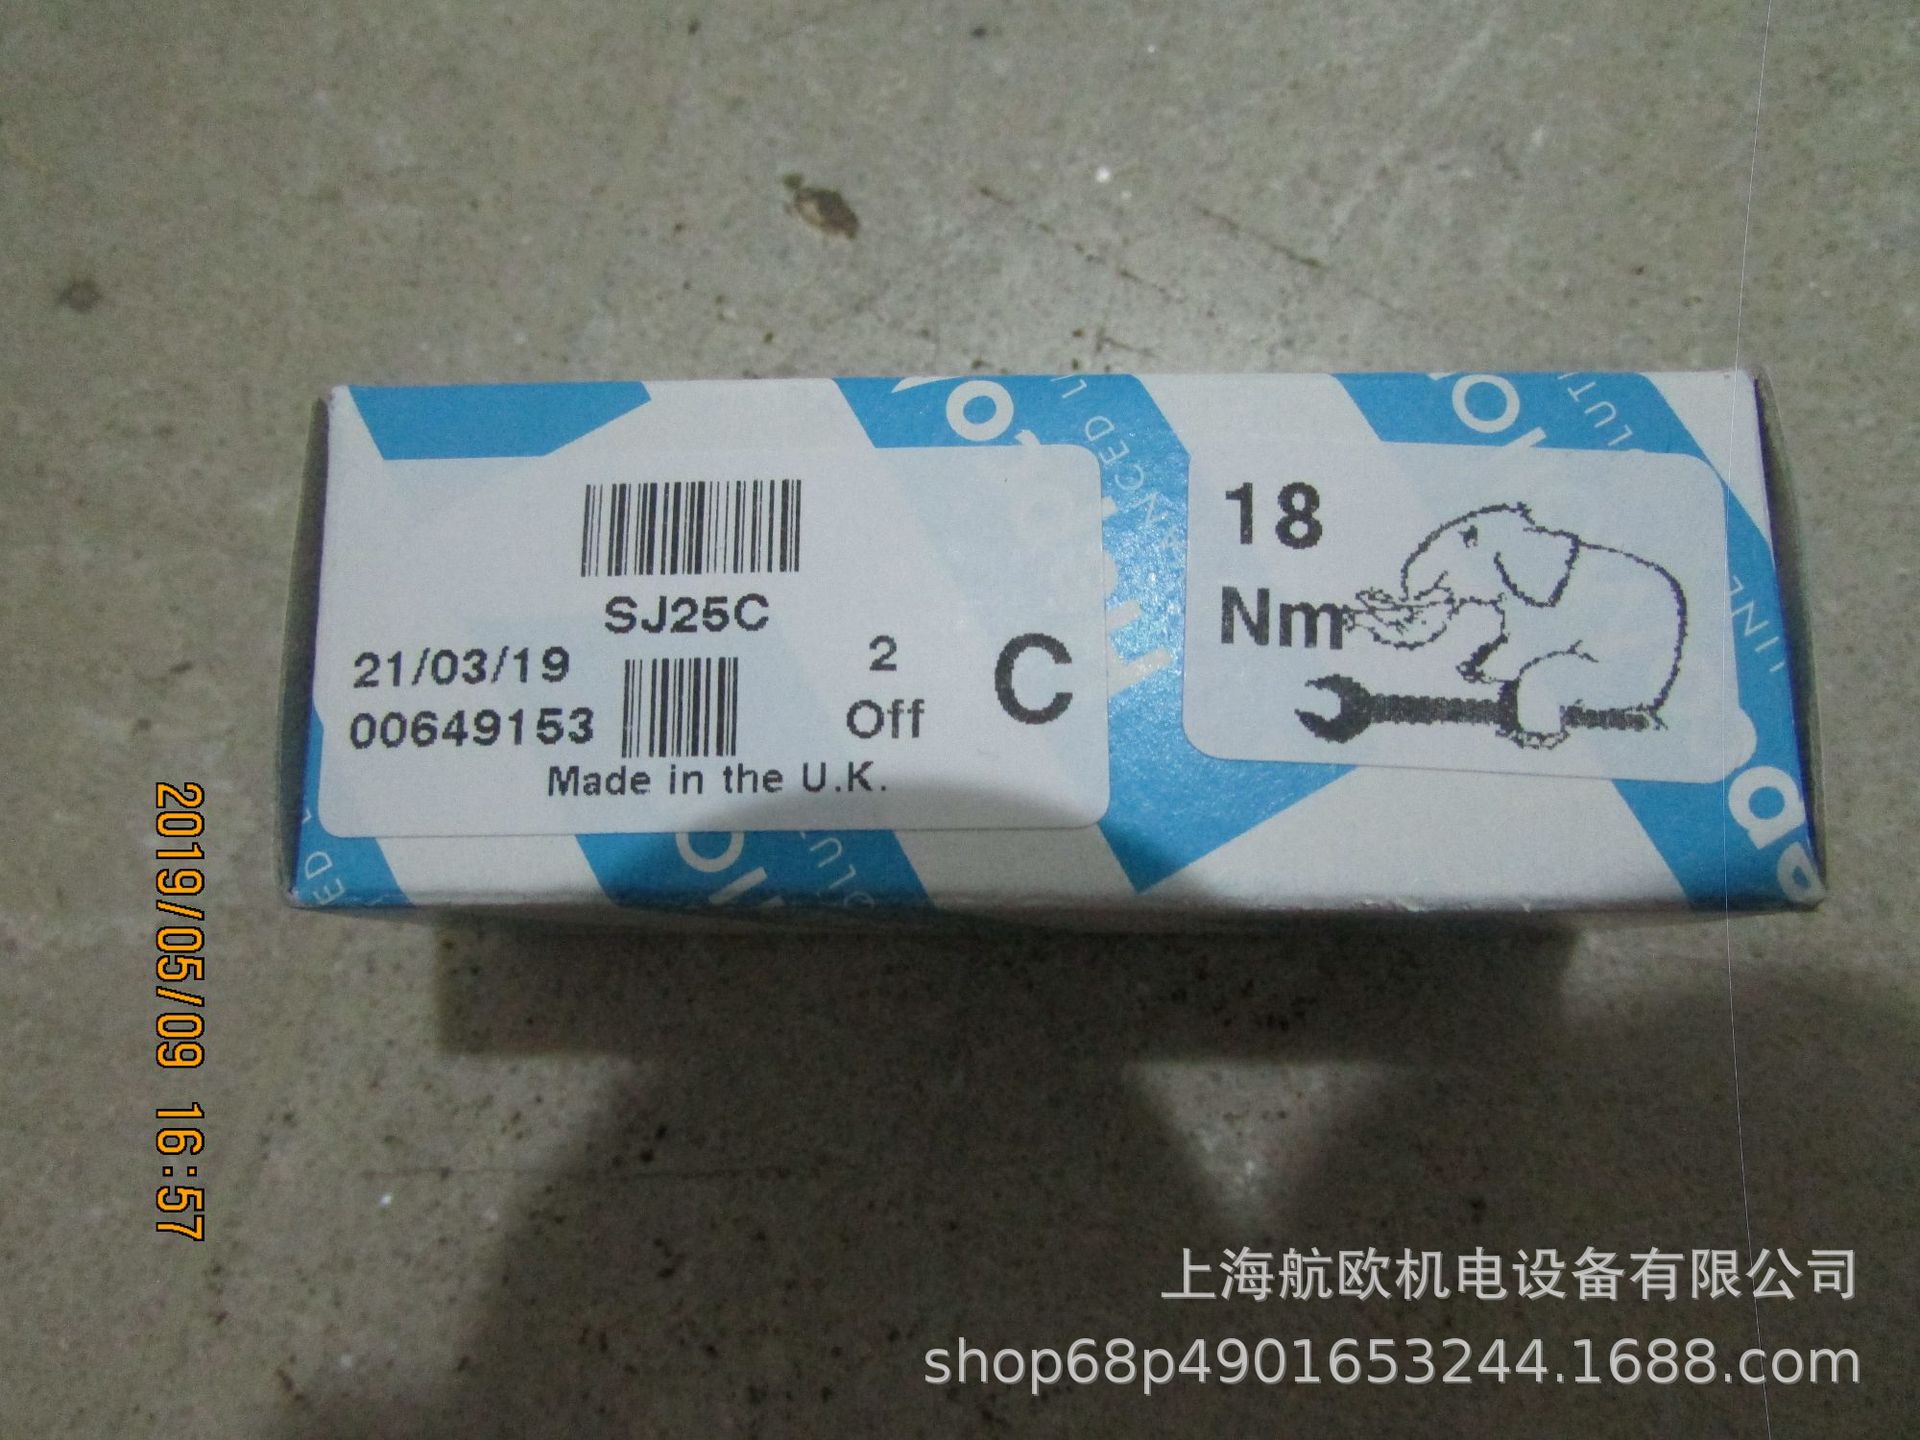 SJ25C
21/03/19
00649153
2
Off
C
Made in the U.K.
18
Nm
2019/05/09 16:57
上海航欧机电设备有限公司
shop68p4901653244.1688.com